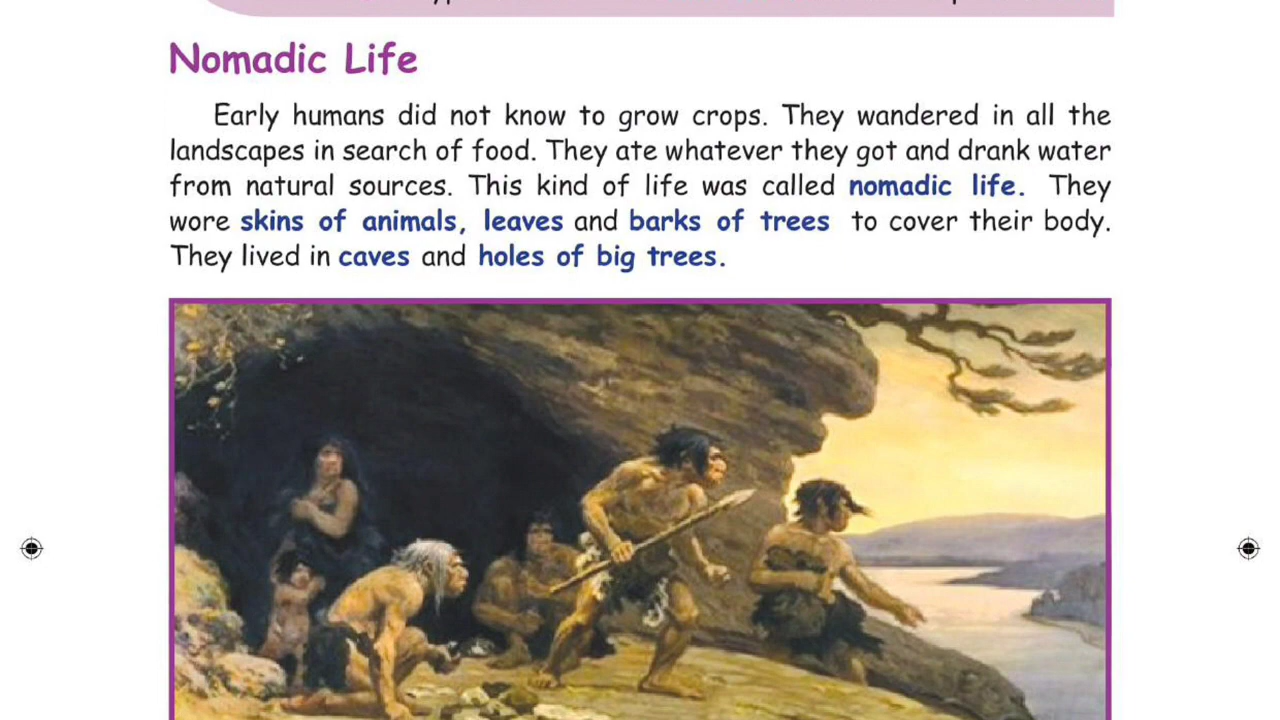 Nomadic Life
Early humans did not know to grow crops. They wandered in all the
landscapes in search of food. They ate whatever they got and drank water
from natural sources. This kind of life was called nomadic life. They
wore skins of animals, leaves and barks of trees to cover their body.
They lived in caves and holes of big trees.